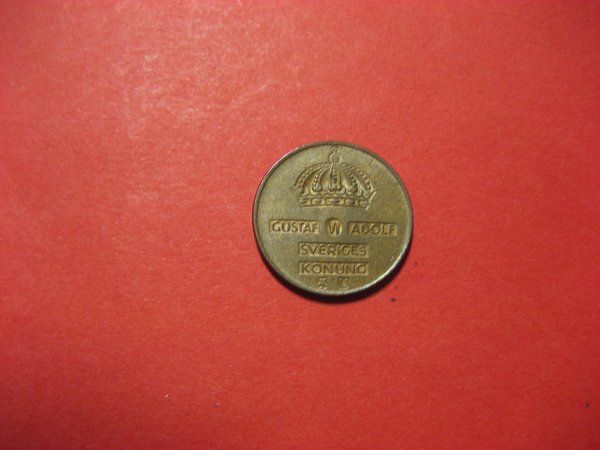 GUSTAF VI ADOLF
SVERIGES
KONUNG